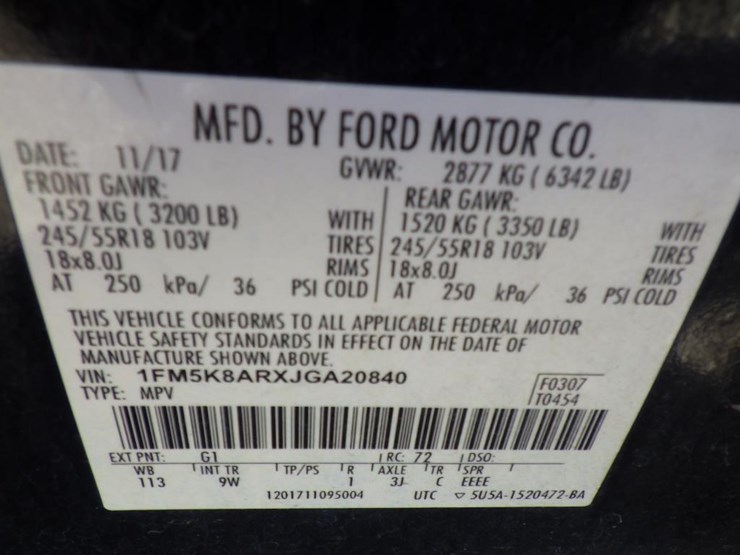 MFD. BY FORD MOTOR CO.
DATE: 11/17 GVWR: 2877 KG ( 6342 LB)
FRONT GAWR: REAR GAWR:
1452 KG ( 3200 LB) WITH 1520 KG ( 3350 LB) WITH
245/55R18 103V TIRES 245/55R18 103V TIRES
18x8.0J RIMS 18x8.0J RIMS
AT 250 kPa/ 36 PSI COLD AT 250 kPa/ 36 PSI COLD
THIS VEHICLE CONFORMS TO ALL APPLICABLE FEDERAL MOTOR
VEHICLE SAFETY STANDARDS IN EFFECT ON THE DATE OF
MANUFACTURE SHOWN ABOVE.
VIN: 1FM5K8ARXJGA20840
TYPE: MPV
F0307
T0454
EXT PNT: G1 RC: 72 DSO:
WB INT TR TP/PS R AXLE TR SPR
113 9W 1 3J C EEEE
1201711095004 UTC ▽ 5U5A-1520472-BA